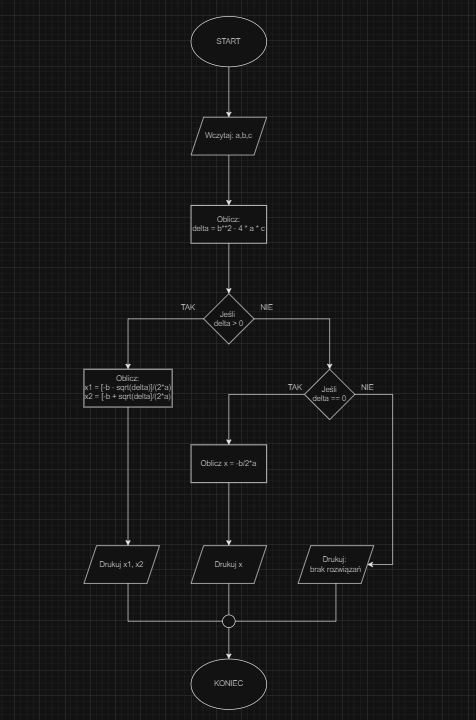 START
Wczytaj: a,b,c
Oblicz:
delta = b**2 - 4 * a * c
TAK
Jeśli
delta > 0
NIE
Oblicz:
x1 = [-b - sqrt(delta)]/(2*a)
x2 = [-b + sqrt(delta]/(2*a)
TAK
Jeśli
delta == 0
NIE
Oblicz x = -b/2*a
Drukuj x1, x2
Drukuj x
Drukuj:
brak rozwiązań
KONIEC